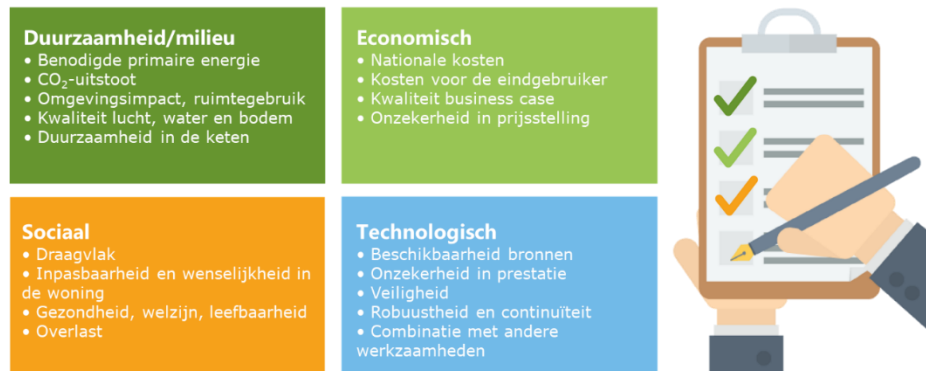 Duurzaamheid/milieu
• Benodigde primaire energie
• CO₂-uitstoot
• Omgevingsimpact, ruimtegebruik
• Kwaliteit lucht, water en bodem
• Duurzaamheid in de keten
Economisch
• Nationale kosten
• Kosten voor de eindgebruiker
• Kwaliteit business case
• Onzekerheid in prijsstelling
Sociaal
• Draagvlak
• Inpasbaarheid en wenselijkheid in
de woning
• Gezondheid, welzijn, leefbaarheid
• Overlast
Technologisch
• Beschikbaarheid bronnen
• Onzekerheid in prestatie
• Veiligheid
• Robuustheid en continuïteit
• Combinatie met andere
werkzaamheden